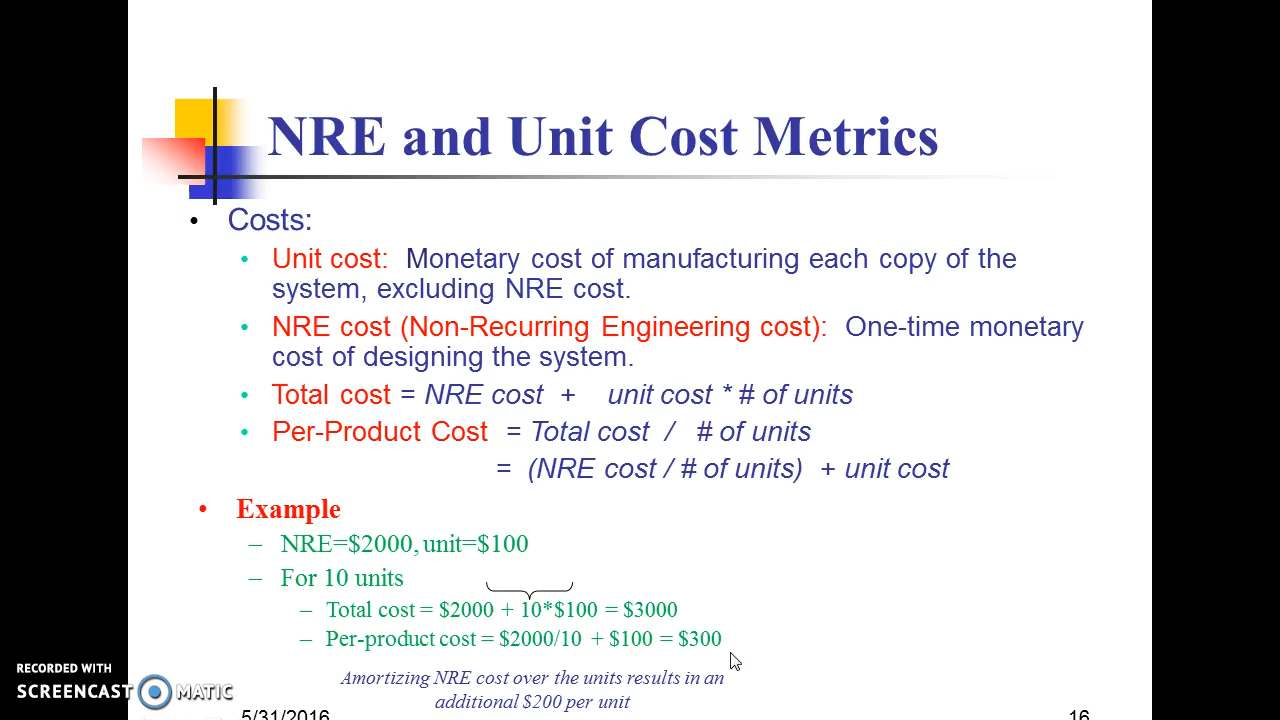 NRE and Unit Cost Metrics
• Costs:
• Unit cost: Monetary cost of manufacturing each copy of the
system, excluding NRE cost.
• NRE cost (Non-Recurring Engineering cost): One-time monetary
cost of designing the system.
• Total cost = NRE cost + unit cost * # of units
• Per-Product Cost = Total cost / # of units
= (NRE cost / # of units) + unit cost
• Example
– NRE=$2000, unit=$100
– For 10 units
– Total cost = $2000 + 10*$100 = $3000
– Per-product cost = $2000/10 + $100 = $300
Amortizing NRE cost over the units results in an
additional $200 per unit
RECORDED WITH
SCREENCAST MATIC
5/31/2016 16